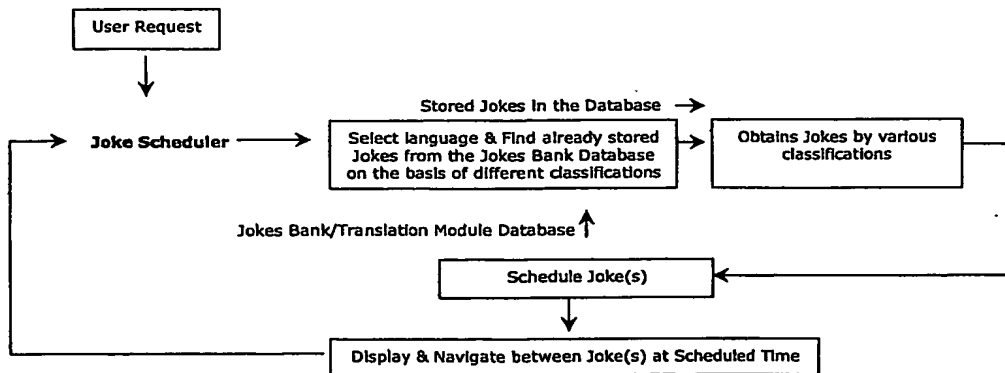 User Request
Stored Jokes in the Database
Joke Scheduler
Select language & Find already stored
Jokes from the Jokes Bank Database
on the basis of different classifications
Obtains Jokes by various
classifications
Jokes Bank/Translation Module Database
Schedule Joke(s)
Display & Navigate between Joke(s) at Scheduled Time